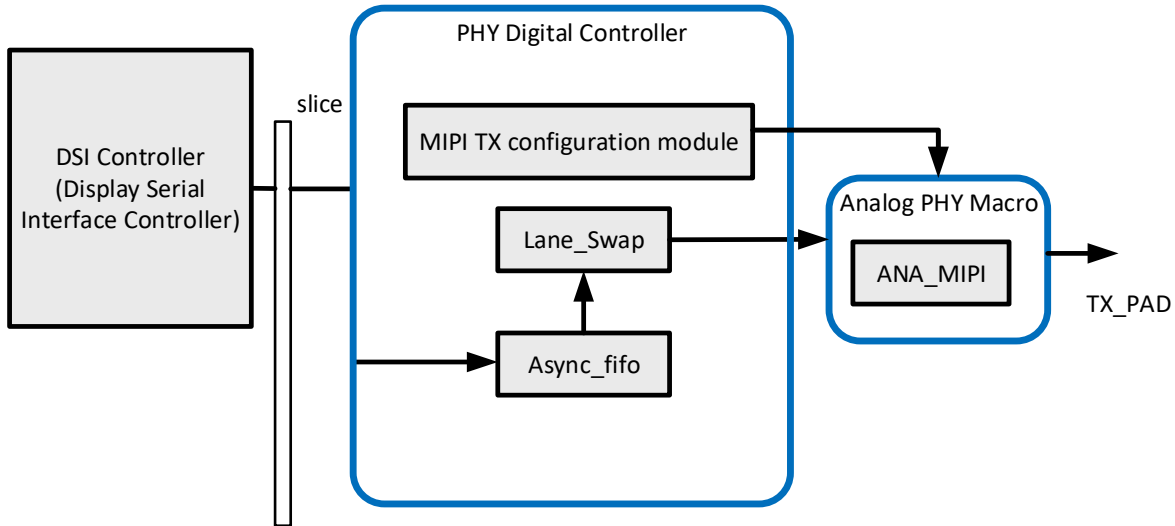 PHY Digital Controller
slice
MIPI TX configuration module
DSI Controller
(Display Serial
Interface Controller)
Analog PHY Macro
Lane_Swap
ANA_MIPI
TX_PAD
Async_fifo